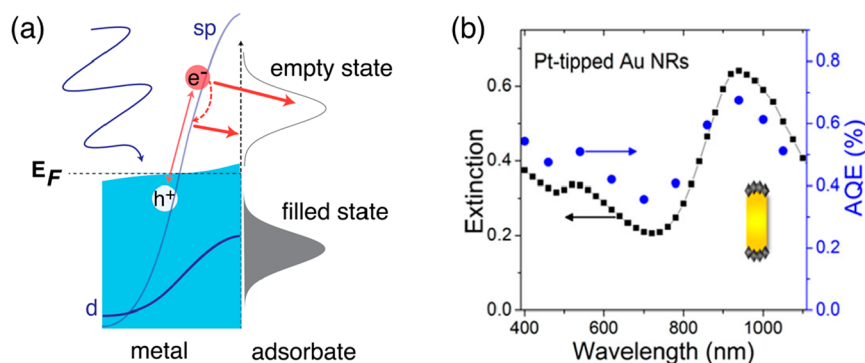 (a)
sp
e-
empty state
EF
h+
filled state
d
metal
adsorbate
(b)
Pt-tipped Au NRs
0.6
0.4
0.2
0.0
Extinction
0.8
0.6
0.4
0.2
0.0
AQE (%)
400
600
800
1000
Wavelength (nm)